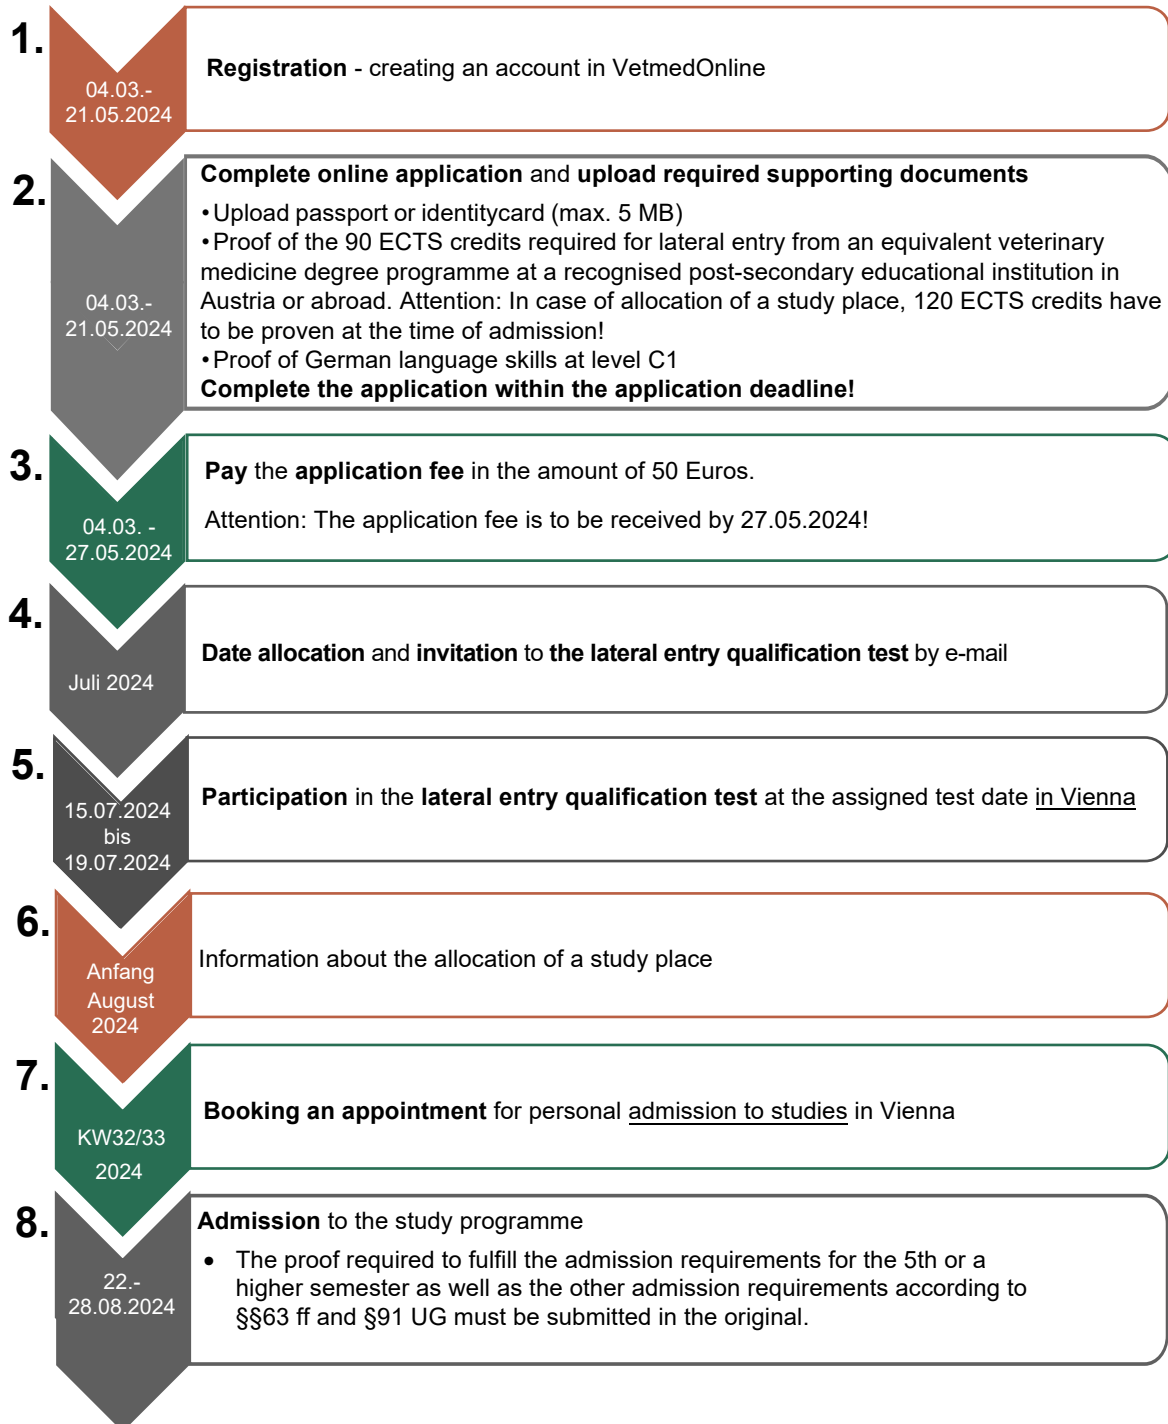 1.
04.03.-
21.05.2024
Registration - creating an account in VetmedOnline
2.
04.03.-
21.05.2024
Complete online application and upload required supporting documents
•Upload passport or identitycard (max. 5 MB)
•Proof of the 90 ECTS credits required for lateral entry from an equivalent veterinary
medicine degree programme at a recognised post-secondary educational institution in
Austria or abroad. Attention: In case of allocation of a study place, 120 ECTS credits have
to be proven at the time of admission!
•Proof of German language skills at level C1
Complete the application within the application deadline!
3.
04.03. -
27.05.2024
Pay the application fee in the amount of 50 Euros.
Attention: The application fee is to be received by 27.05.2024!
4.
Juli 2024
Date allocation and invitation to the lateral entry qualification test by e-mail
5.
15.07.2024
bis
19.07.2024
Participation in the lateral entry qualification test at the assigned test date in Vienna
6.
Anfang
August
2024
Information about the allocation of a study place
7.
KW32/33
2024
Booking an appointment for personal admission to studies in Vienna
8.
22.-
28.08.2024
Admission to the study programme
• The proof required to fulfill the admission requirements for the 5th or a
higher semester as well as the other admission requirements according to
§§63 ff and §91 UG must be submitted in the original.